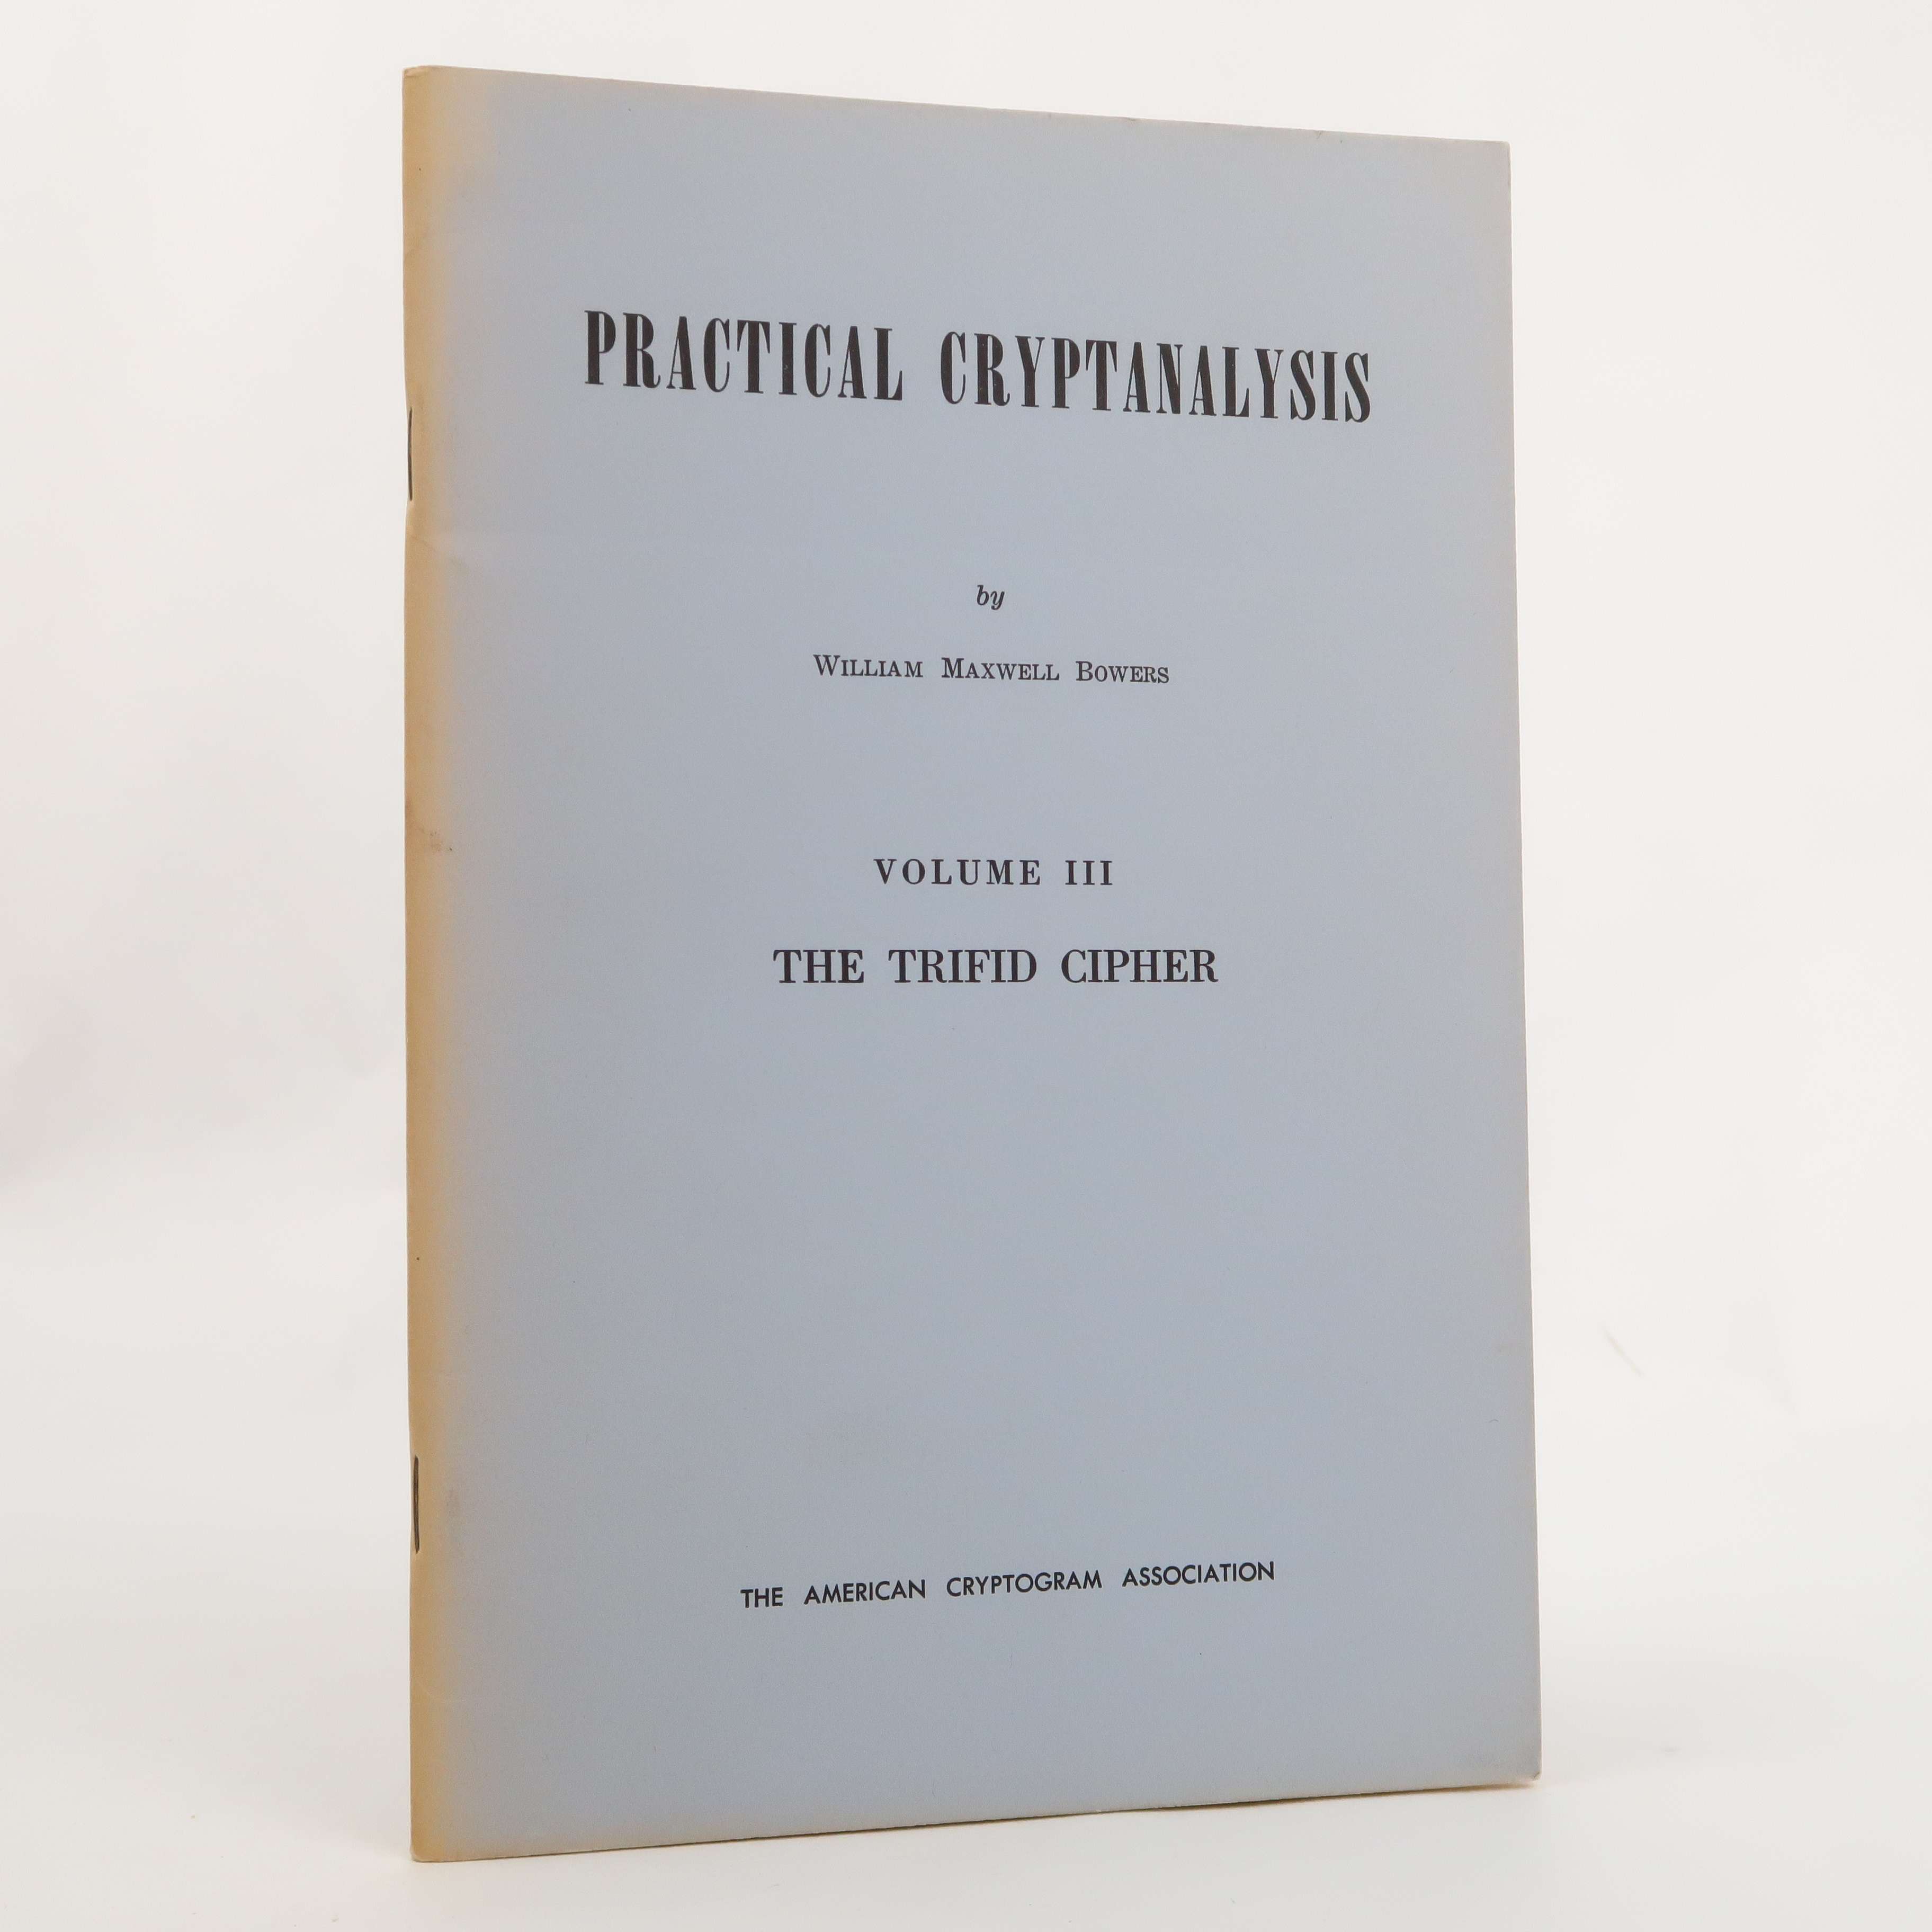 PRACTICAL CRYPTANALYSIS
by
WILLIAM MAXWELL BOWERS
VOLUME III
THE TRIFID CIPHER
THE AMERICAN CRYPTOGRAM ASSOCIATION